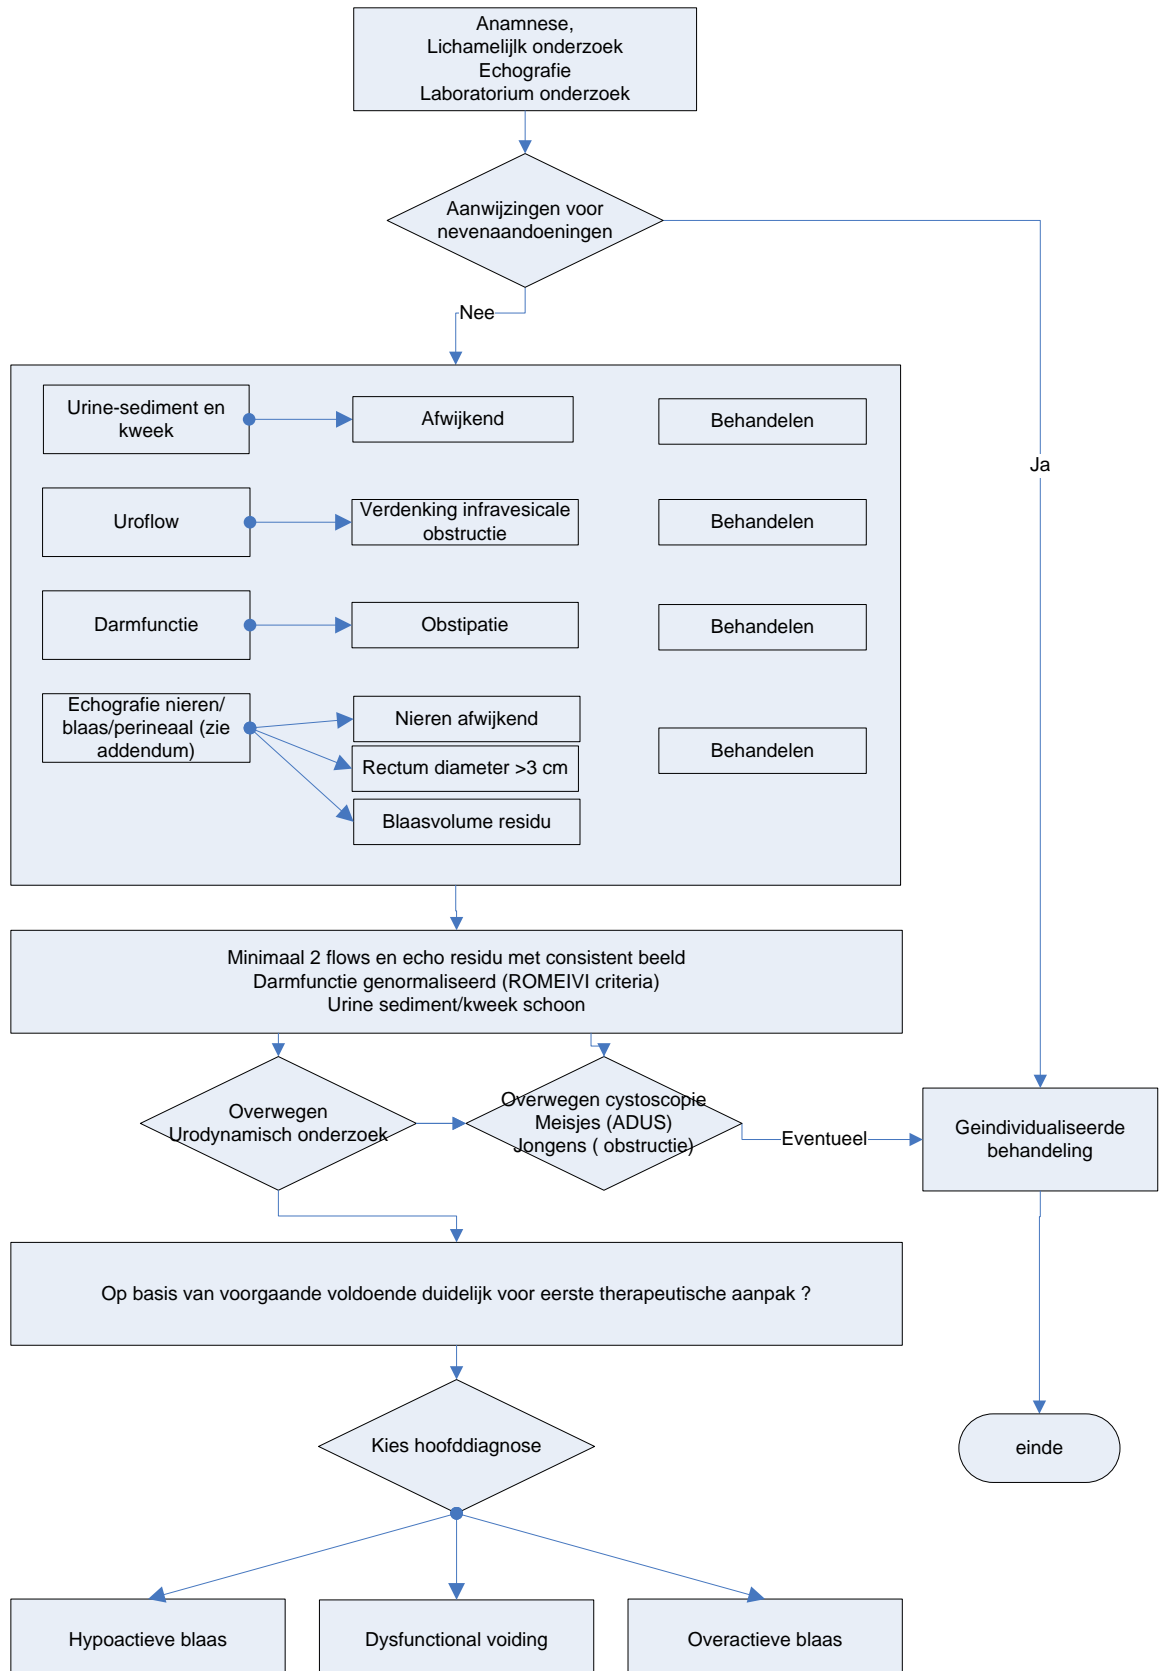 Anamnese,
Lichamelijlk onderzoek
Echografie
Laboratorium onderzoek
Aanwijzingen voor
nevenaandoeningen
Nee
Ja
Urine-sediment en
kweek
Afwijkend
Behandelen
Uroflow
Verdenking infravesicale
obstructie
Behandelen
Darmfunctie
Obstipatie
Behandelen
Echografie nieren/
blaas/perineaal (zie
addendum)
Nieren afwijkend
Rectum diameter >3 cm
Blaasvolume residu
Behandelen
Minimaal 2 flows en echo residu met consistent beeld
Darmfunctie genormaliseerd (ROMEIVI criteria)
Urine sediment/kweek schoon
Overwegen
Urodynamisch onderzoek
Overwegen cystoscopie
Meisjes (ADUS)
Jongens ( obstructie)
Eventueel
Geindividualiseerde
behandeling
Op basis van voorgaande voldoende duidelijk voor eerste therapeutische aanpak ?
Kies hoofddiagnose
einde
Hypoactieve blaas
Dysfunctional voiding
Overactieve blaas